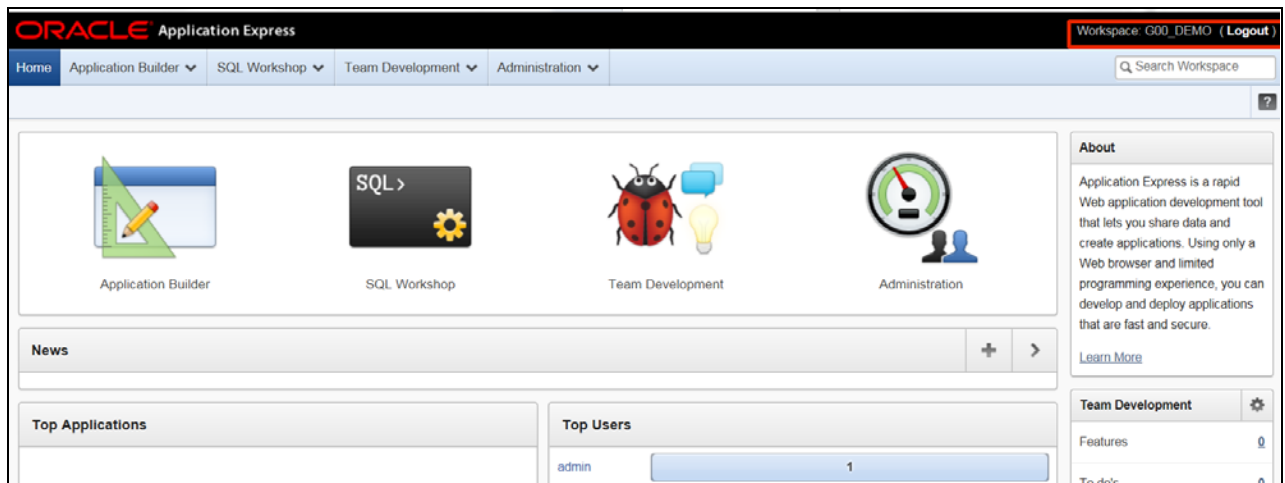 ORACLE Application Express
Workspace: G00_DEMO ( Logout )
Home Application Builder SQL Workshop Team Development Administration
Search Workspace
?
SQL>
Application Builder SQL Workshop Team Development Administration
About
Application Express is a rapid
Web application development tool
that lets you share data and
create applications. Using only a
Web browser and limited
programming experience, you can
develop and deploy applications
that are fast and secure.
Learn More
News
Top Applications
Top Users
admin 1
Team Development
Features 0
To do's 0